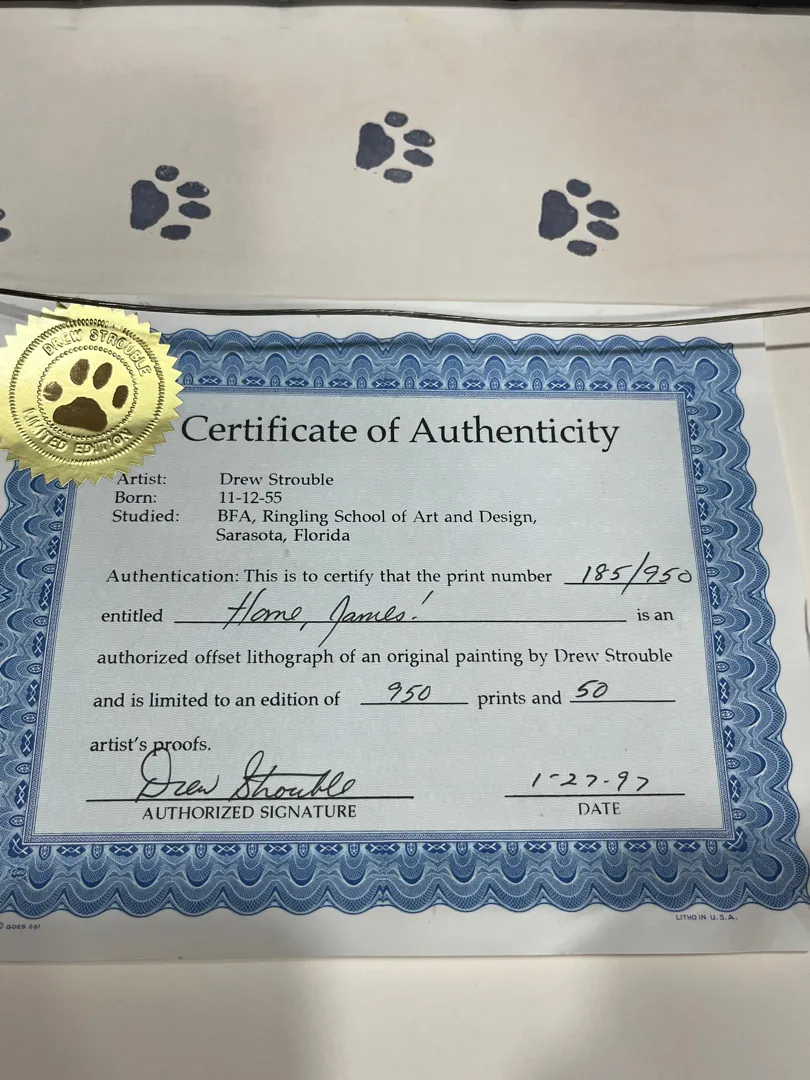 DREW STROUBLE
LIMITED EDITION
Certificate of Authenticity
Artist: Drew Strouble
Born: 11-12-55
Studied: BFA, Ringling School of Art and Design,
Sarasota, Florida
Authentication: This is to certify that the print number 185/950
entitled Home, James! is an
authorized offset lithograph of an original painting by Drew Strouble
and is limited to an edition of 950 prints and 50
artist's proofs.
Drew Strouble 1-27-97
AUTHORIZED SIGNATURE DATE
LITHO IN U.S.A.
© GOES